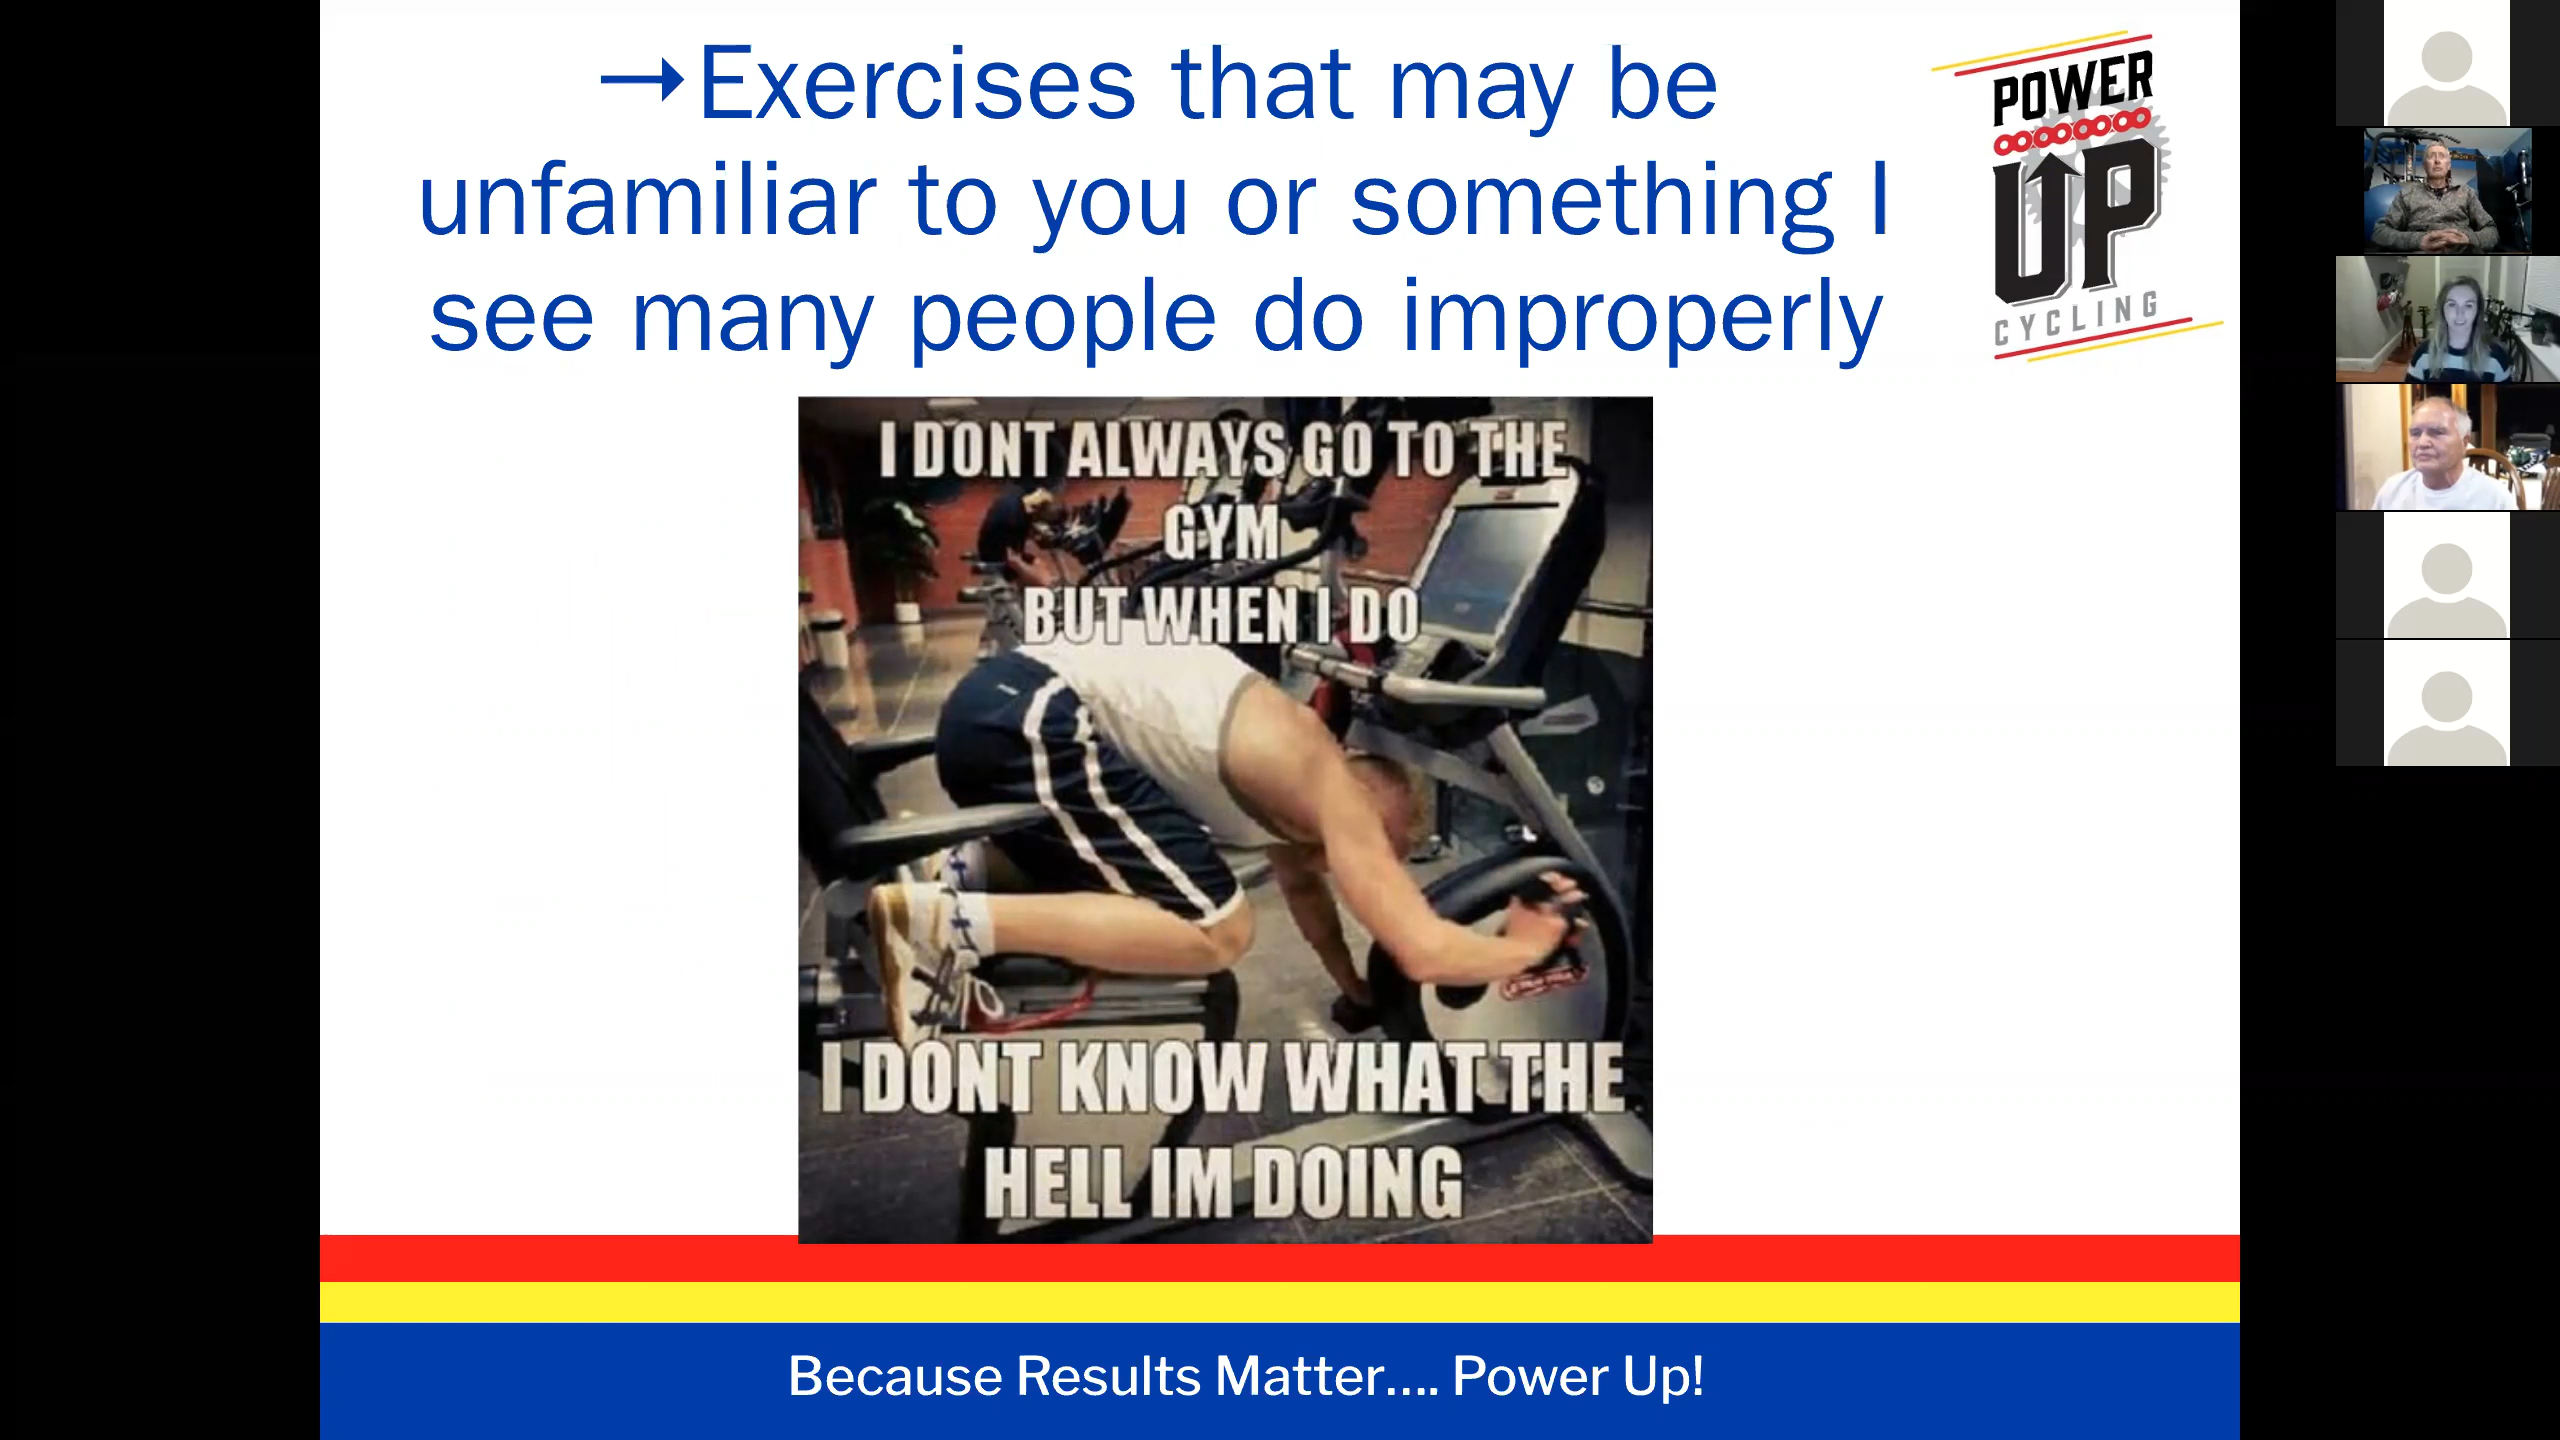 →Exercises that may be
unfamiliar to you or something I
see many people do improperly
POWER
UP
CYCLING
I DONT ALWAYS GO TO THE
GYM
BUT WHEN I DO
I DONT KNOW WHAT THE
HELL IM DOING
Because Results Matter.... Power Up!